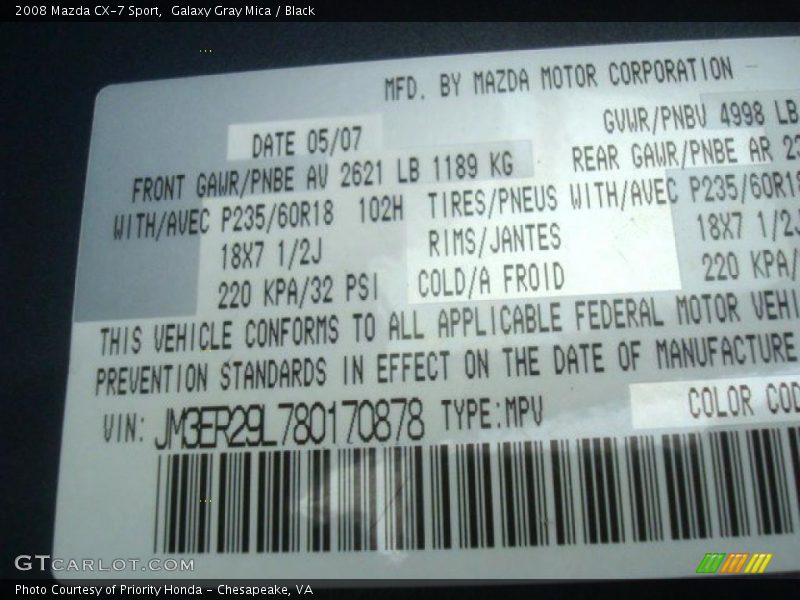 2008 Mazda CX-7 Sport,  Galaxy Gray Mica / Black
MFD. BY MAZDA MOTOR CORPORATION
DATE 05/07
GVWR/PNBV 4998 LB
FRONT GAWR/PNBE AV 2621 LB 1189 KG
REAR GAWR/PNBE AR 23
WITH/AVEC P235/60R18 102H TIRES/PNEUS WITH/AVEC P235/60R18
18X7 1/2J RIMS/JANTES 18X7 1/2J
220 KPA/32 PSI COLD/A FROID 220 KPA/
THIS VEHICLE CONFORMS TO ALL APPLICABLE FEDERAL MOTOR VEHI
PREVENTION STANDARDS IN EFFECT ON THE DATE OF MANUFACTURE
VIN: JM3ER29L780170878 TYPE:MPV COLOR COD
GTCARLOT.COM
Photo Courtesy of Priority Honda - Chesapeake, VA